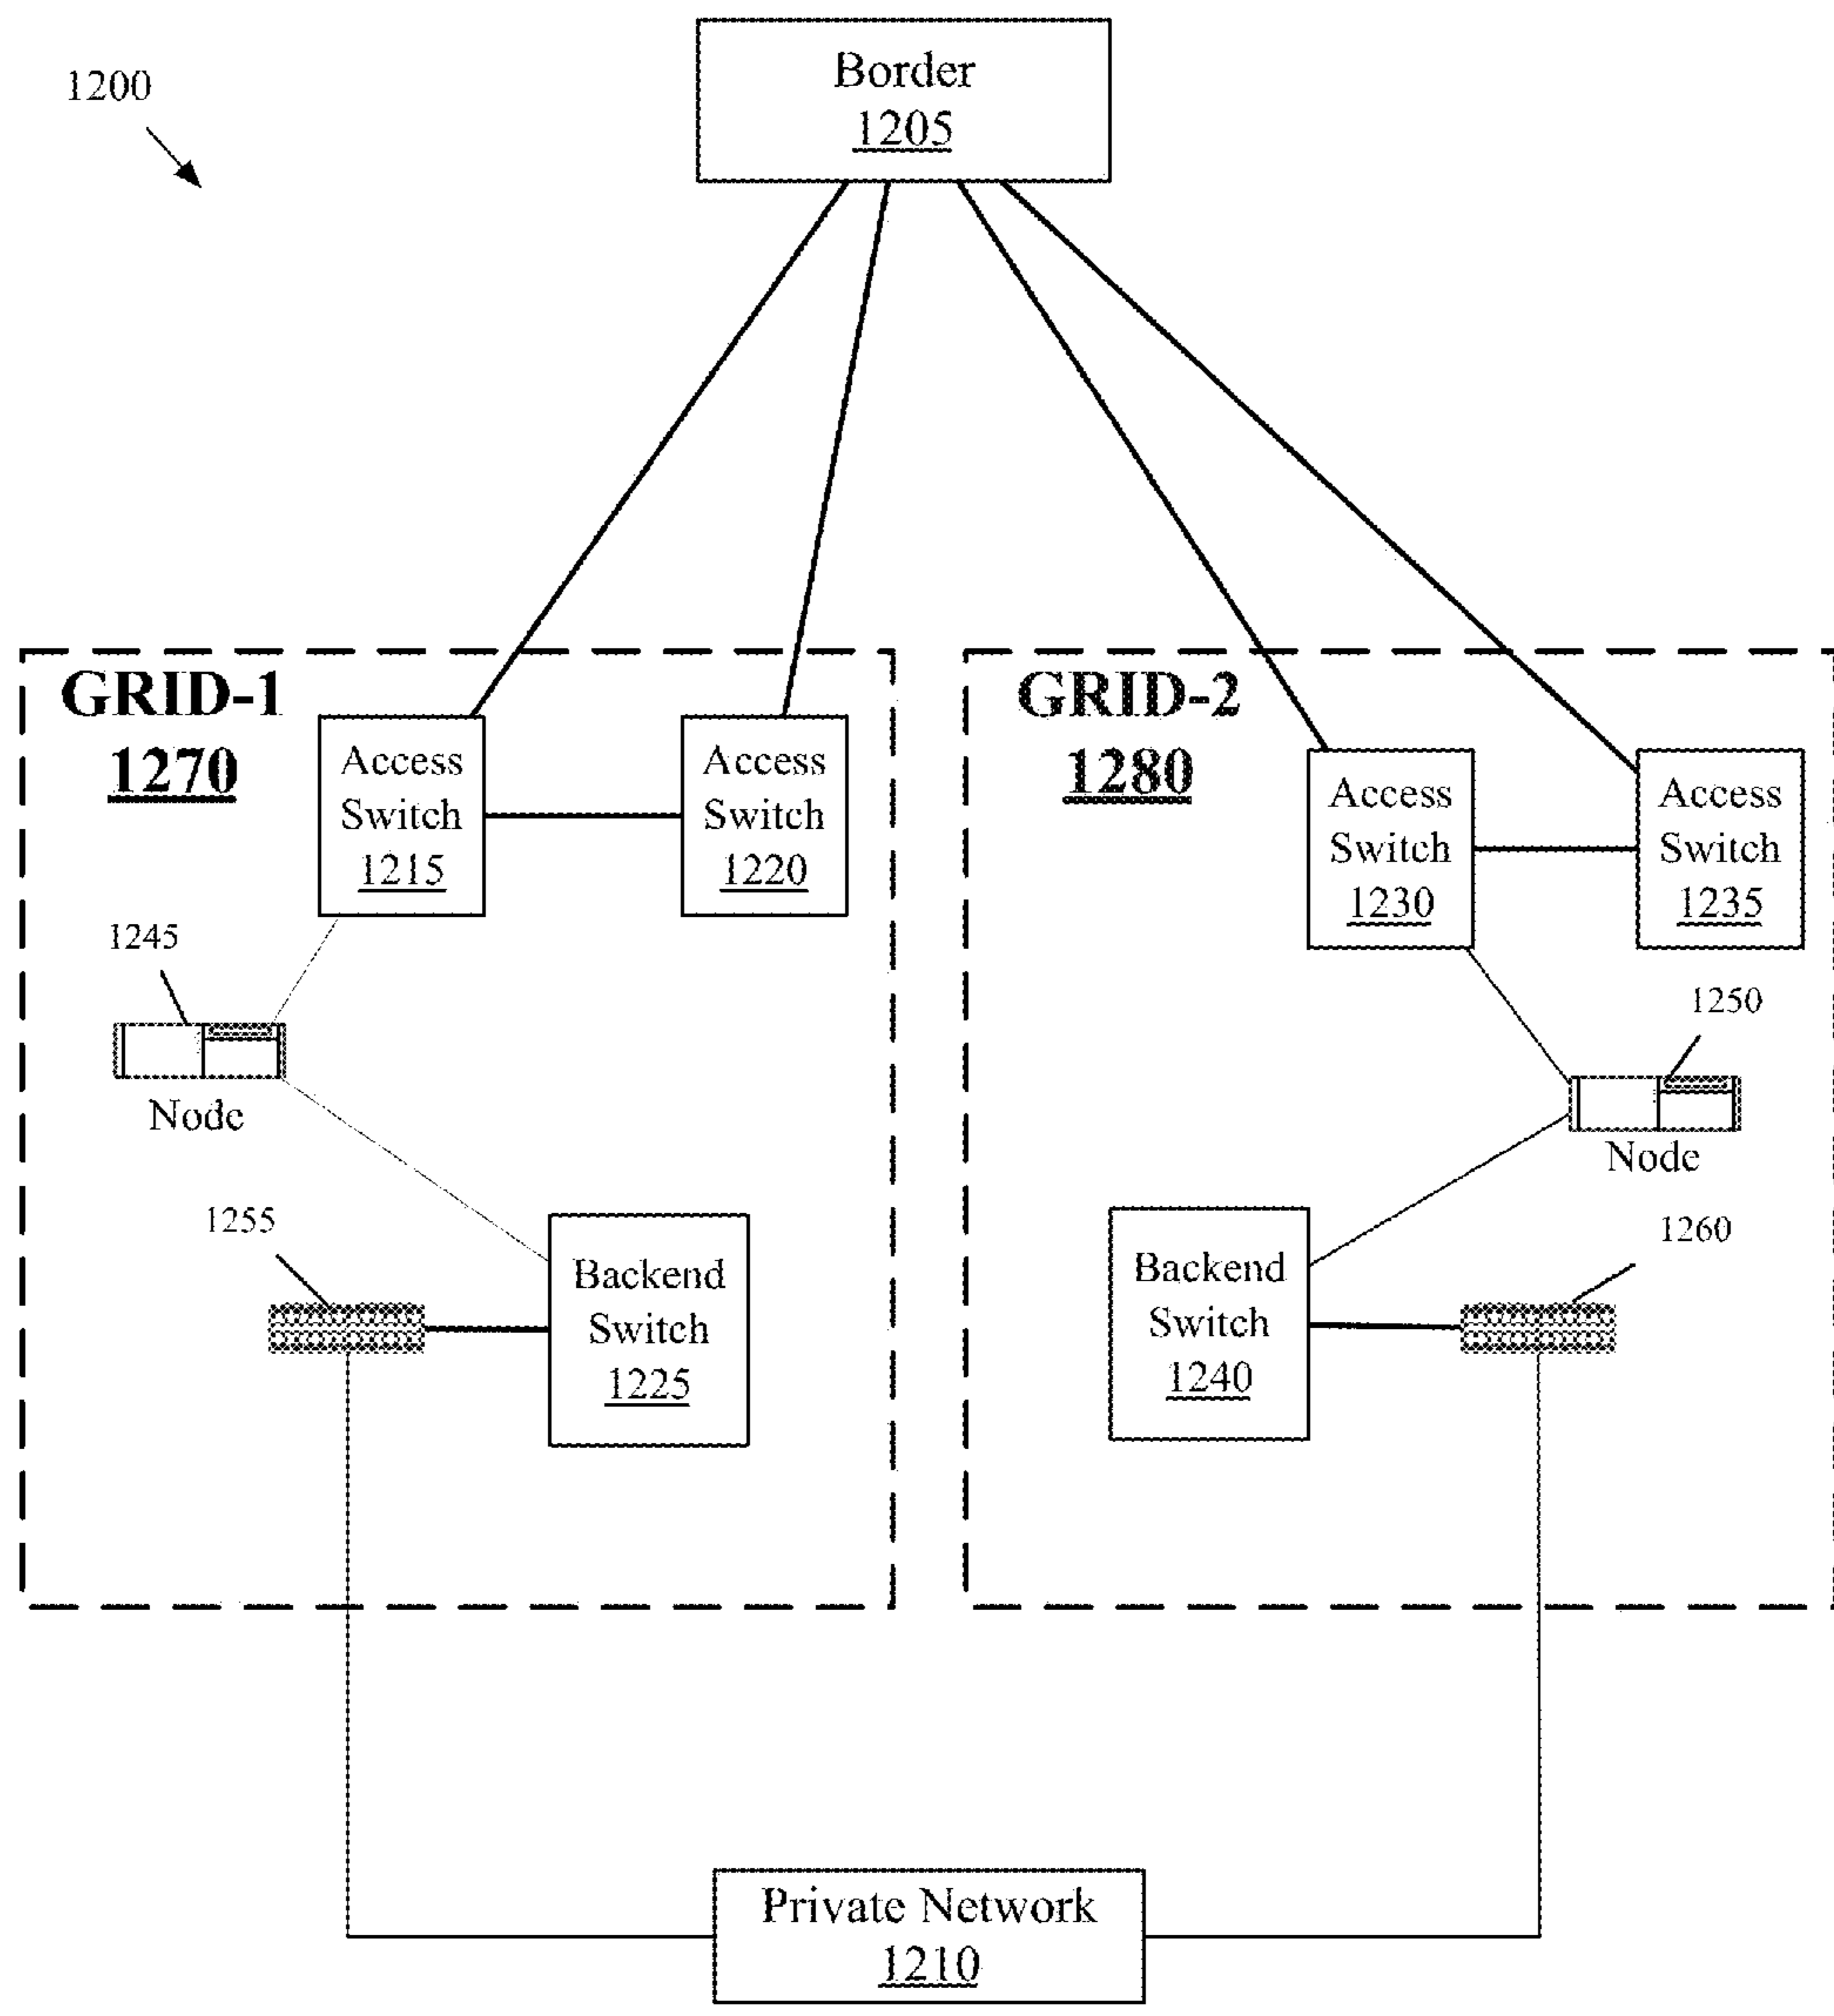 1200
Border
1205
GRID-1
1270
Access
Switch
1215
Access
Switch
1220
GRID-2
1280
Access
Switch
1230
Access
Switch
1235
1245
Node
1250
Node
1255
Backend
Switch
1225
Backend
Switch
1240
1260
Private Network
1210